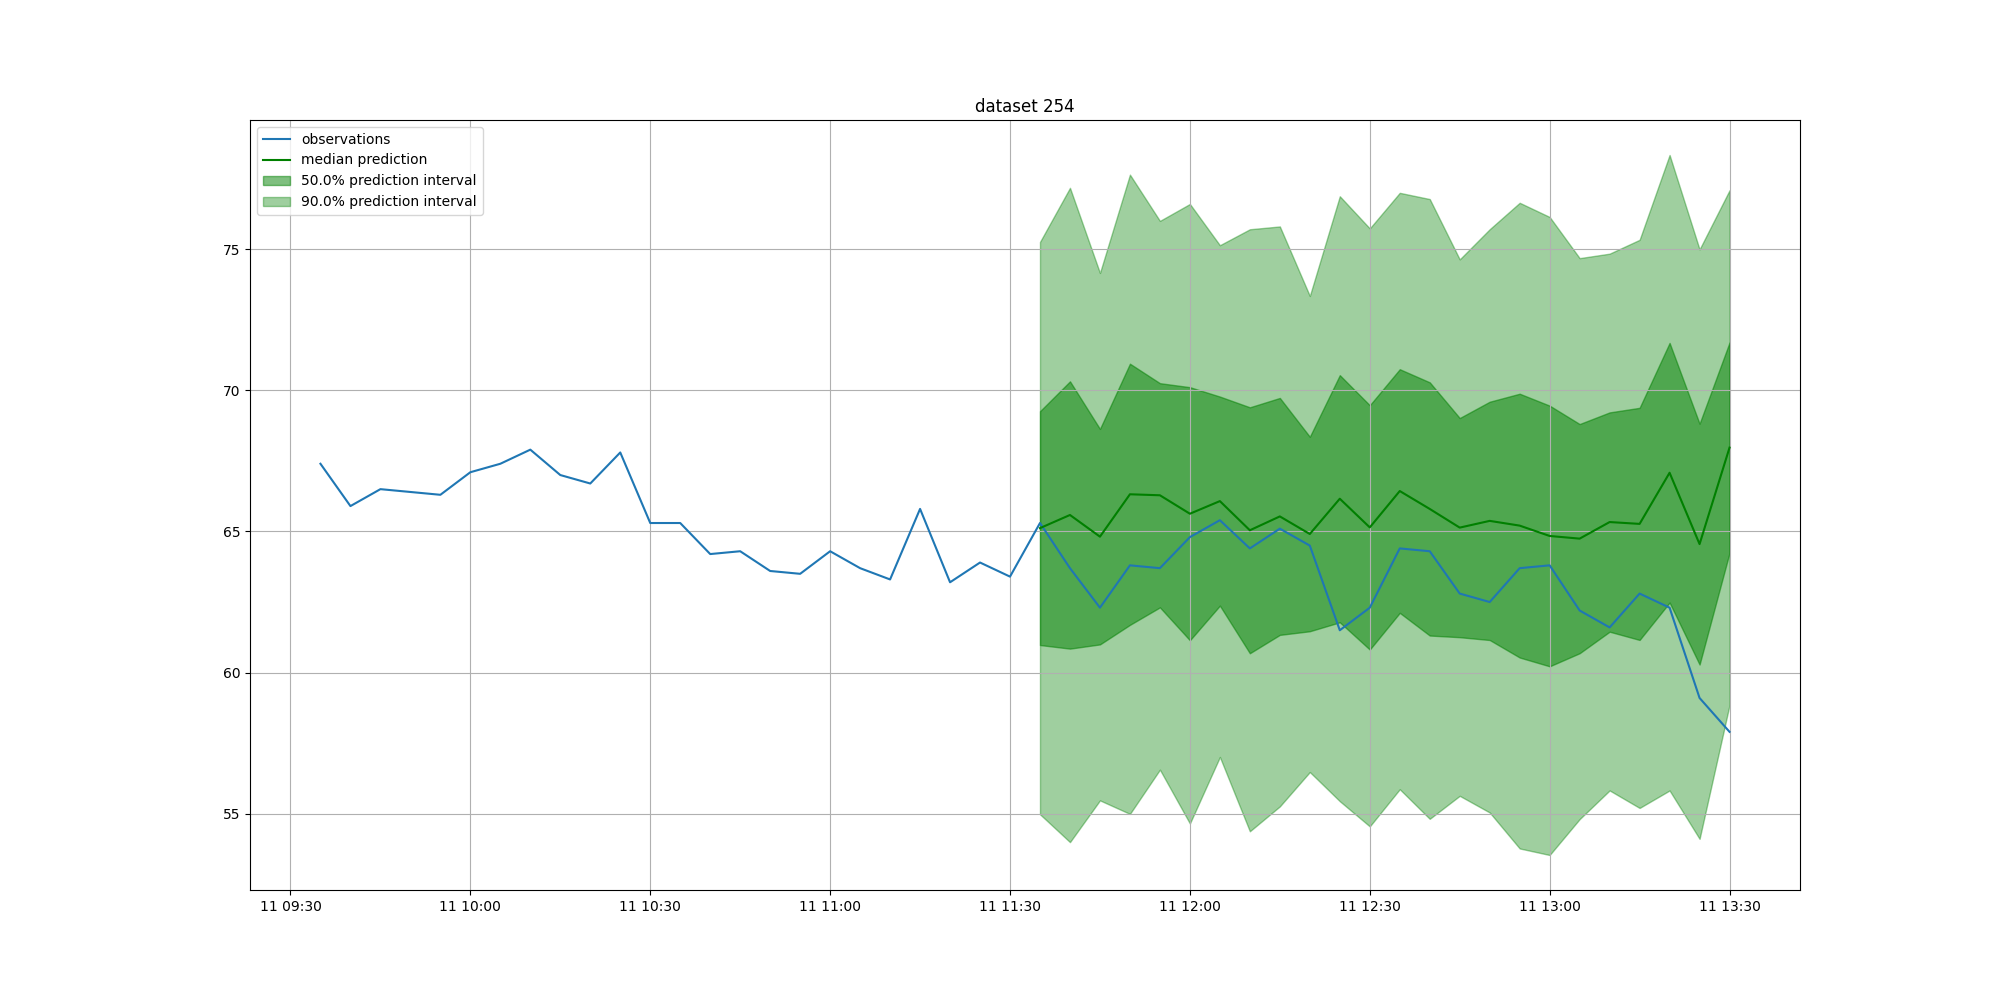 dataset 254
observations
median prediction
50.0% prediction interval
90.0% prediction interval
75
70
65
60
55
11 09:30
11 10:00
11 10:30
11 11:00
11 11:30
11 12:00
11 12:30
11 13:00
11 13:30